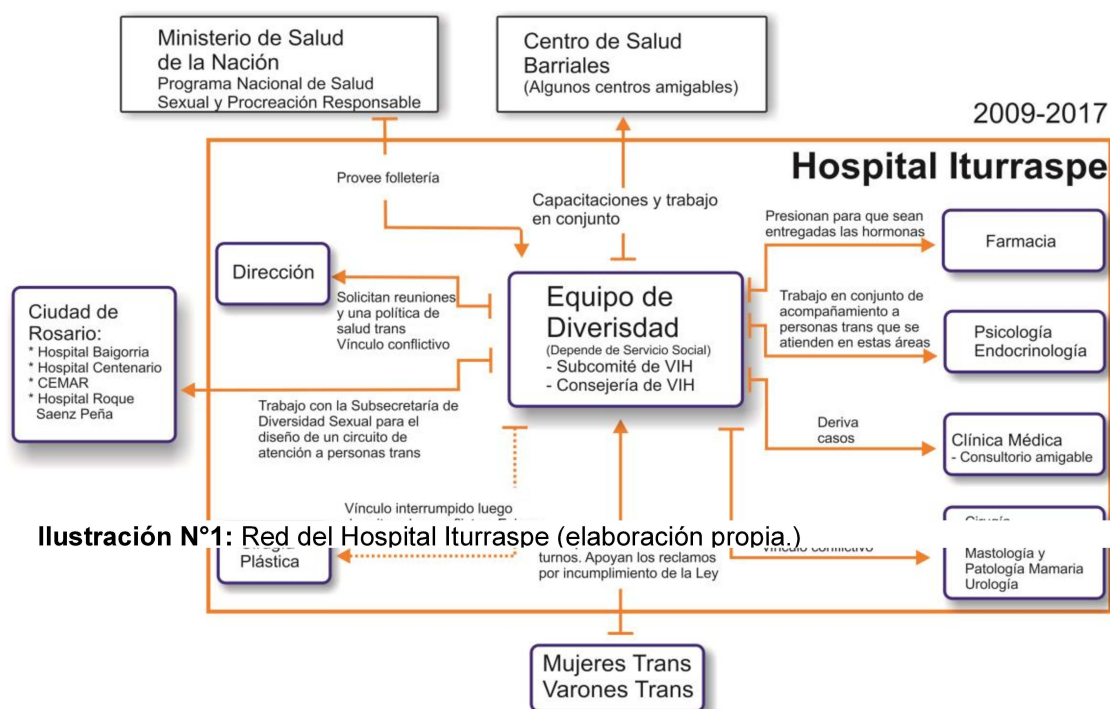 Ministerio de Salud
de la Nación
Programa Nacional de Salud
Sexual y Procreación Responsable
Centro de Salud
Barriales
(Algunos centros amigables)
2009-2017
Hospital Iturraspe
Provee folletería
Capacitaciones y trabajo
en conjunto
Presionan para que sean
entregadas las hormonas
Farmacia
Dirección
Solicitan reuniones
y una política de
salud trans
Vínculo conflictivo
Equipo de
Diverisdad
(Depende de Servicio Social)
- Subcomité de VIH
- Consejería de VIH
Trabajo en conjunto de
acompañamiento a
personas trans que se
atienden en estas áreas
Psicología
Endocrinología
Ciudad de
Rosario:
* Hospital Baigorria
* Hospital Centenario
* CEMAR
* Hospital Roque
Saenz Peña
Trabajo con la Subsecretaría de
Diversidad Sexual para el
diseño de un circuito de
atención a personas trans
Deriva
casos
Clínica Médica
- Consultorio amigable
Vínculo interrumpido luego
Ilustración N°1: Red del Hospital Iturraspe (elaboración propia.)
Plástica
turnos. Apoyan los reclamos
por incumplimiento de la Ley
Vínculo conflictivo
Mastología y
Patología Mamaria
Urología
Mujeres Trans
Varones Trans